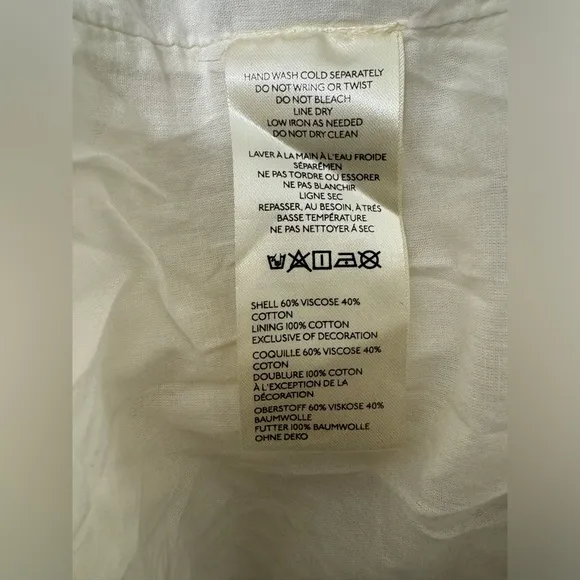 HAND WASH COLD SEPARATELY
DO NOT WRING OR TWIST
DO NOT BLEACH
LINE DRY
LOW IRON AS NEEDED
DO NOT DRY CLEAN
LAVER À LA MAIN À L'EAU FROIDE
SÉPARÉMEN
NE PAS TORDRE OU ESSORER
NE PAS BLANCHIR
LIGNE SEC
REPASSER, AU BESOIN, À TRÈS
BASSE TEMPÉRATURE
NE PAS NETTOYER À SEC
SHELL 60% VISCOSE 40%
COTTON
LINING 100% COTTON
EXCLUSIVE OF DECORATION
COQUILLE 60% VISCOSE 40%
COTON
DOUBLURE 100% COTON
À L'EXCEPTION DE LA
DÉCORATION
OBERSTOFF 60% VISKOSE 40%
BAUMWOLLE
FUTTER 100% BAUMWOLLE
OHNE DEKO